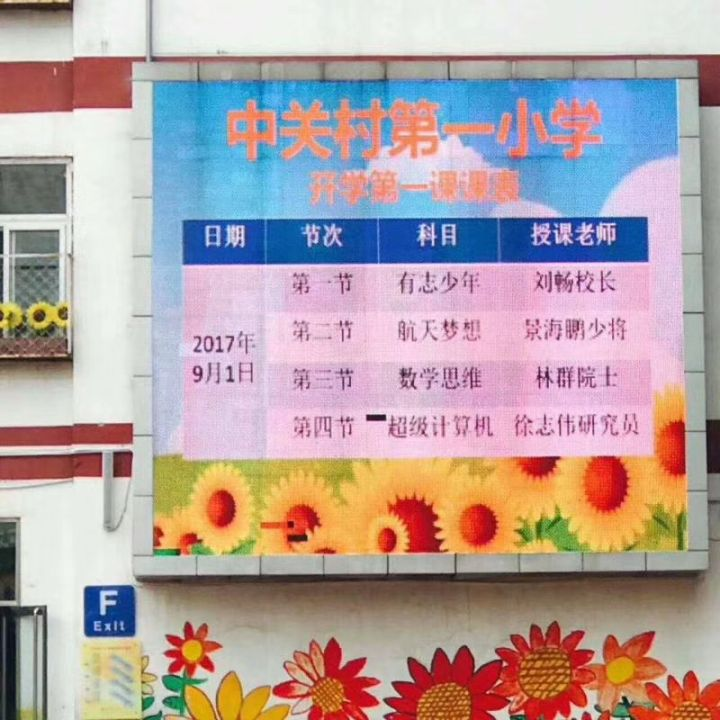 中关村第一小学
开学第一课课表
日期 节次 科目 授课老师
第一节 有志少年 刘畅校长
第二节 航天梦想 景海鹏少将
2017年
9月1日
第三节 数学思维 林群院士
第四节 超级计算机 徐志伟研究员
F
Exit